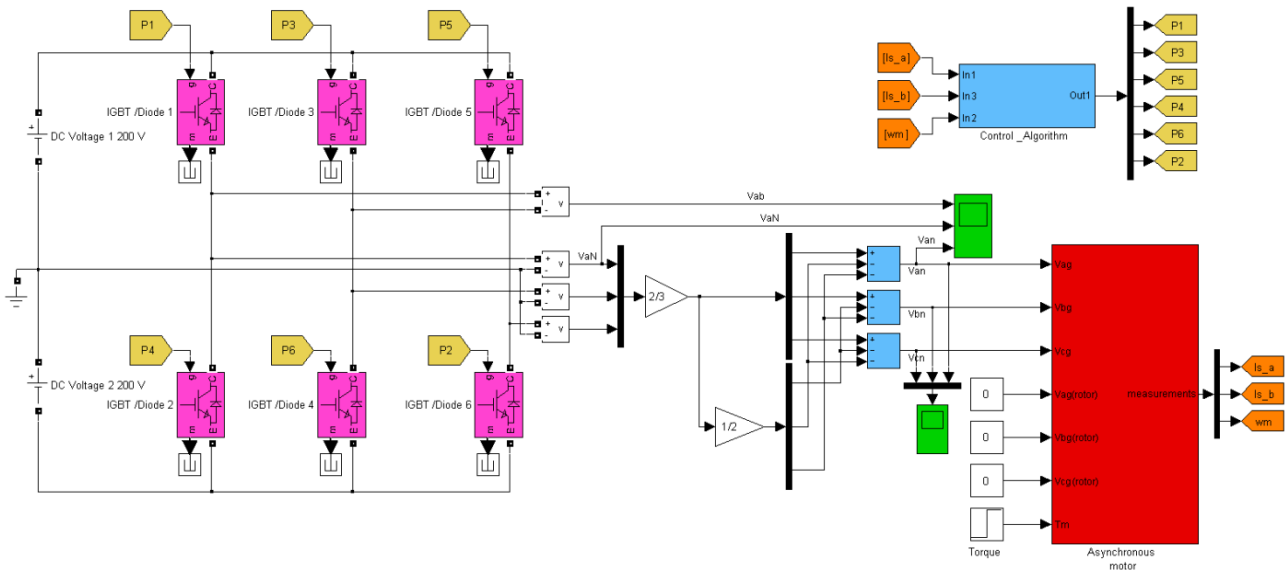 P1
P3
P5
g
C
m
E
g
C
m
E
g
C
m
E
IGBT /Diode 1
IGBT /Diode 3
IGBT /Diode 5
DC Voltage 1 200 V
[Is_a]
[Is_b]
[wm]
In1
In3
In2
Out1
Control _Algorithm
P1
P3
P5
P4
P6
P2
+
-
v
Vab
VaN
Van
+
-
v
VaN
+
-
v
+
-
v
2/3
1/2
+
-
-
Van
+
-
-
Vbn
+
-
-
Vcn
P4
P6
P2
g
C
m
E
g
C
m
E
g
C
m
E
DC Voltage 2 200 V
IGBT /Diode 2
IGBT /Diode 4
IGBT /Diode 6
+
+
Vag
Vbg
Vcg
Vag(rotor)
Vbg(rotor)
Vcg(rotor)
Tm
measurements
0
0
0
Torque
Asynchronous
motor
Is_a
Is_b
wm